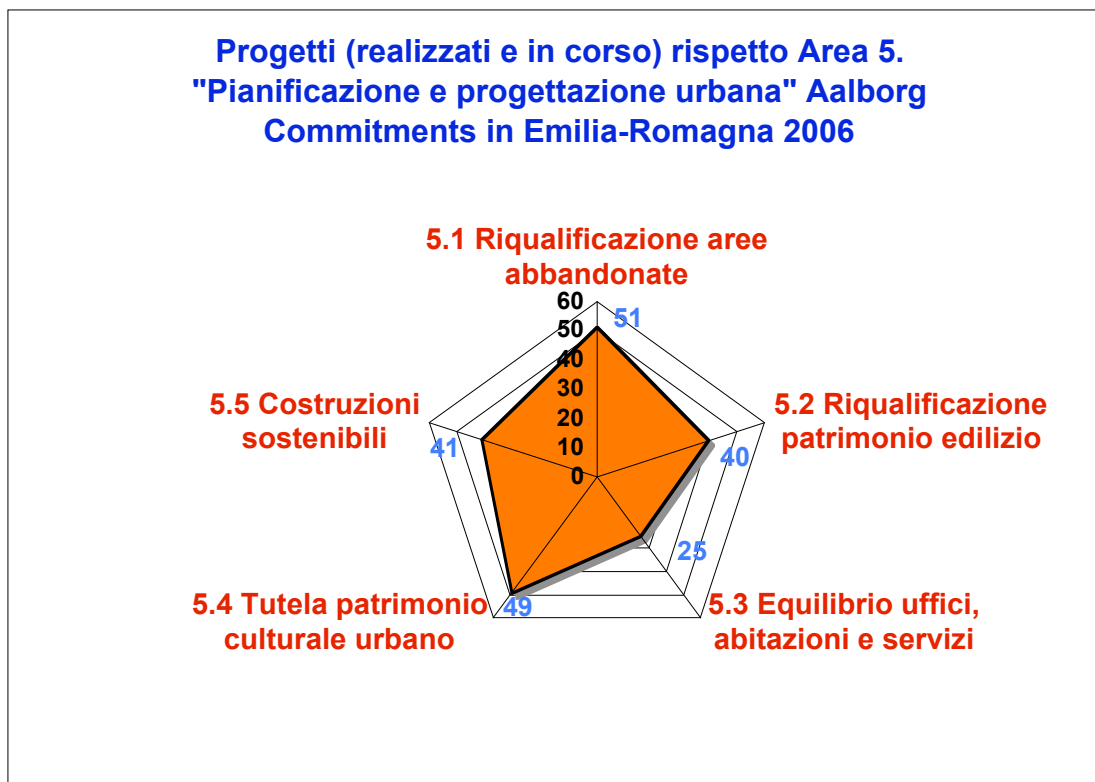 Progetti (realizzati e in corso) rispetto Area 5.
"Pianificazione e progettazione urbana" Aalborg
Commitments in Emilia-Romagna 2006
5.1 Riqualificazione aree
abbandonate
60
51
50
40
30
20
10
0
5.5 Costruzioni
sostenibili
41
5.2 Riqualificazione
patrimonio edilizio
40
25
5.4 Tutela patrimonio
culturale urbano
49
5.3 Equilibrio uffici,
abitazioni e servizi